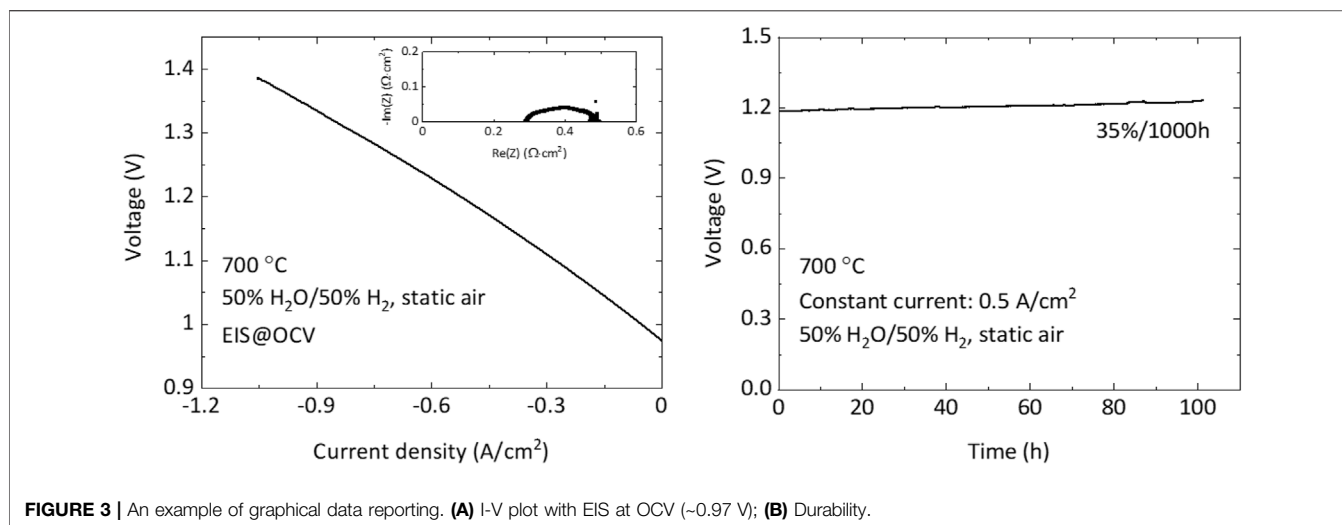 1.4
1.3
1.2
1.1
1
0.9
Voltage (V)
-1.2
-0.9
-0.6
-0.3
0
Current density (A/cm²)
700 °C
50% H₂O/50% H₂, static air
EIS@OCV
0.2
0.1
0
-Im(Z) (Ω·cm²)
0
0.2
0.4
0.6
Re(Z) (Ω·cm²)
1.5
1.2
0.9
0.6
0.3
0.0
Voltage (V)
0
20
40
60
80
100
Time (h)
35%/1000h
700 °C
Constant current: 0.5 A/cm²
50% H₂O/50% H₂, static air
FIGURE 3 | An example of graphical data reporting. (A) I-V plot with EIS at OCV (~0.97 V); (B) Durability.